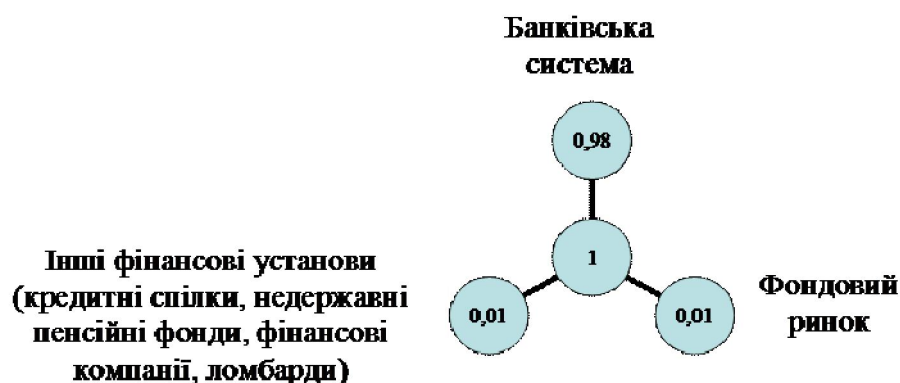 Банківська
система
0,98
1
Інші фінансові установи
(кредитні спілки, недержавні
пенсійні фонди, фінансові
компанії, ломбарди)
0,01
0,01
Фондовий
ринок